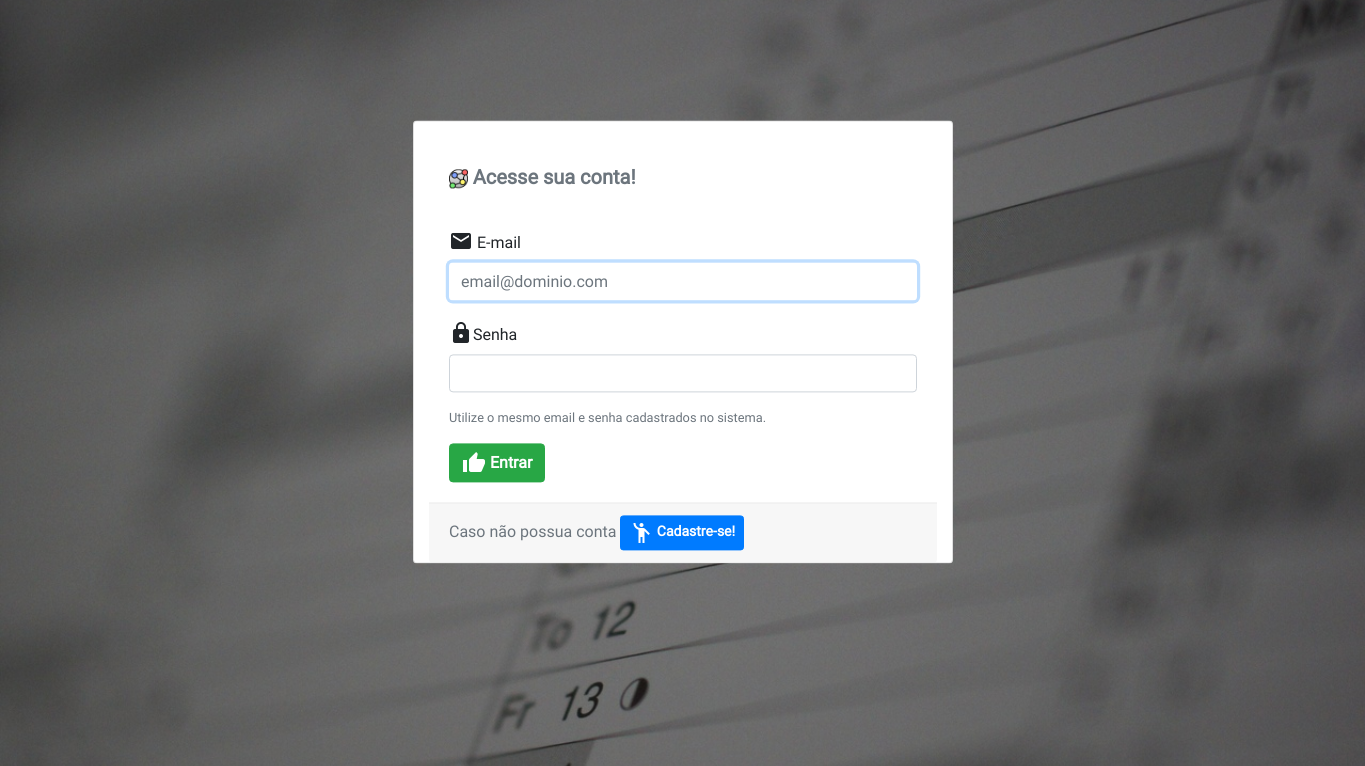 Acesse sua conta!
E-mail
email@dominio.com
Senha
Utilize o mesmo email e senha cadastrados no sistema.
Entrar
Caso não possua conta Cadastre-se!
To 12
Fr 13